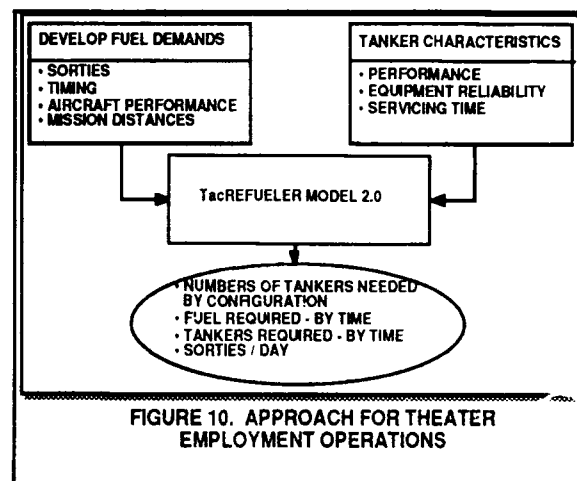 DEVELOP FUEL DEMANDS
• SORTIES
• TIMING
• AIRCRAFT PERFORMANCE
• MISSION DISTANCES
TANKER CHARACTERISTICS
• PERFORMANCE
• EQUIPMENT RELIABILITY
• SERVICING TIME
TACREFUELER MODEL 2.0
• NUMBERS OF TANKERS NEEDED
BY CONFIGURATION
• FUEL REQUIRED - BY TIME
• TANKERS REQUIRED - BY TIME
• SORTIES / DAY
FIGURE 10. APPROACH FOR THEATER
EMPLOYMENT OPERATIONS